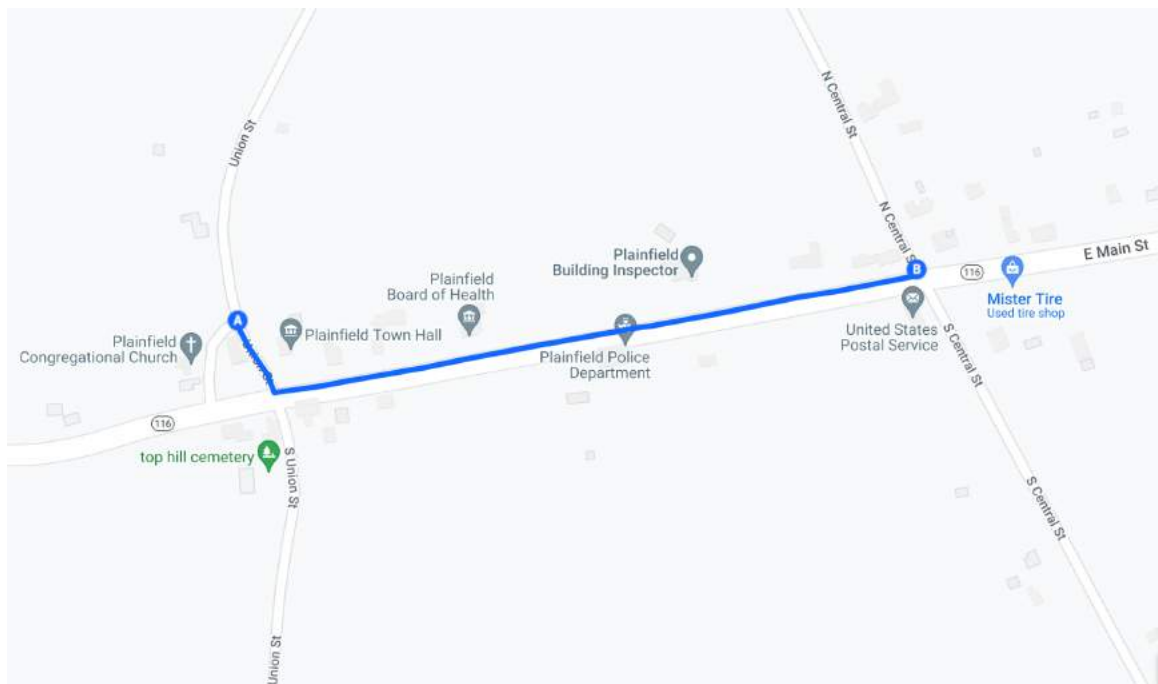 N Central St
Union St
N Central St
E Main St
116
B
Plainfield
Building Inspector
Plainfield
Board of Health
Mister Tire
Used tire shop
A
Plainfield Town Hall
United States
Postal Service
Plainfield
Congregational Church
Union St
Plainfield Police
Department
S Central St
116
top hill cemetery
S Union St
S Central St
Union St